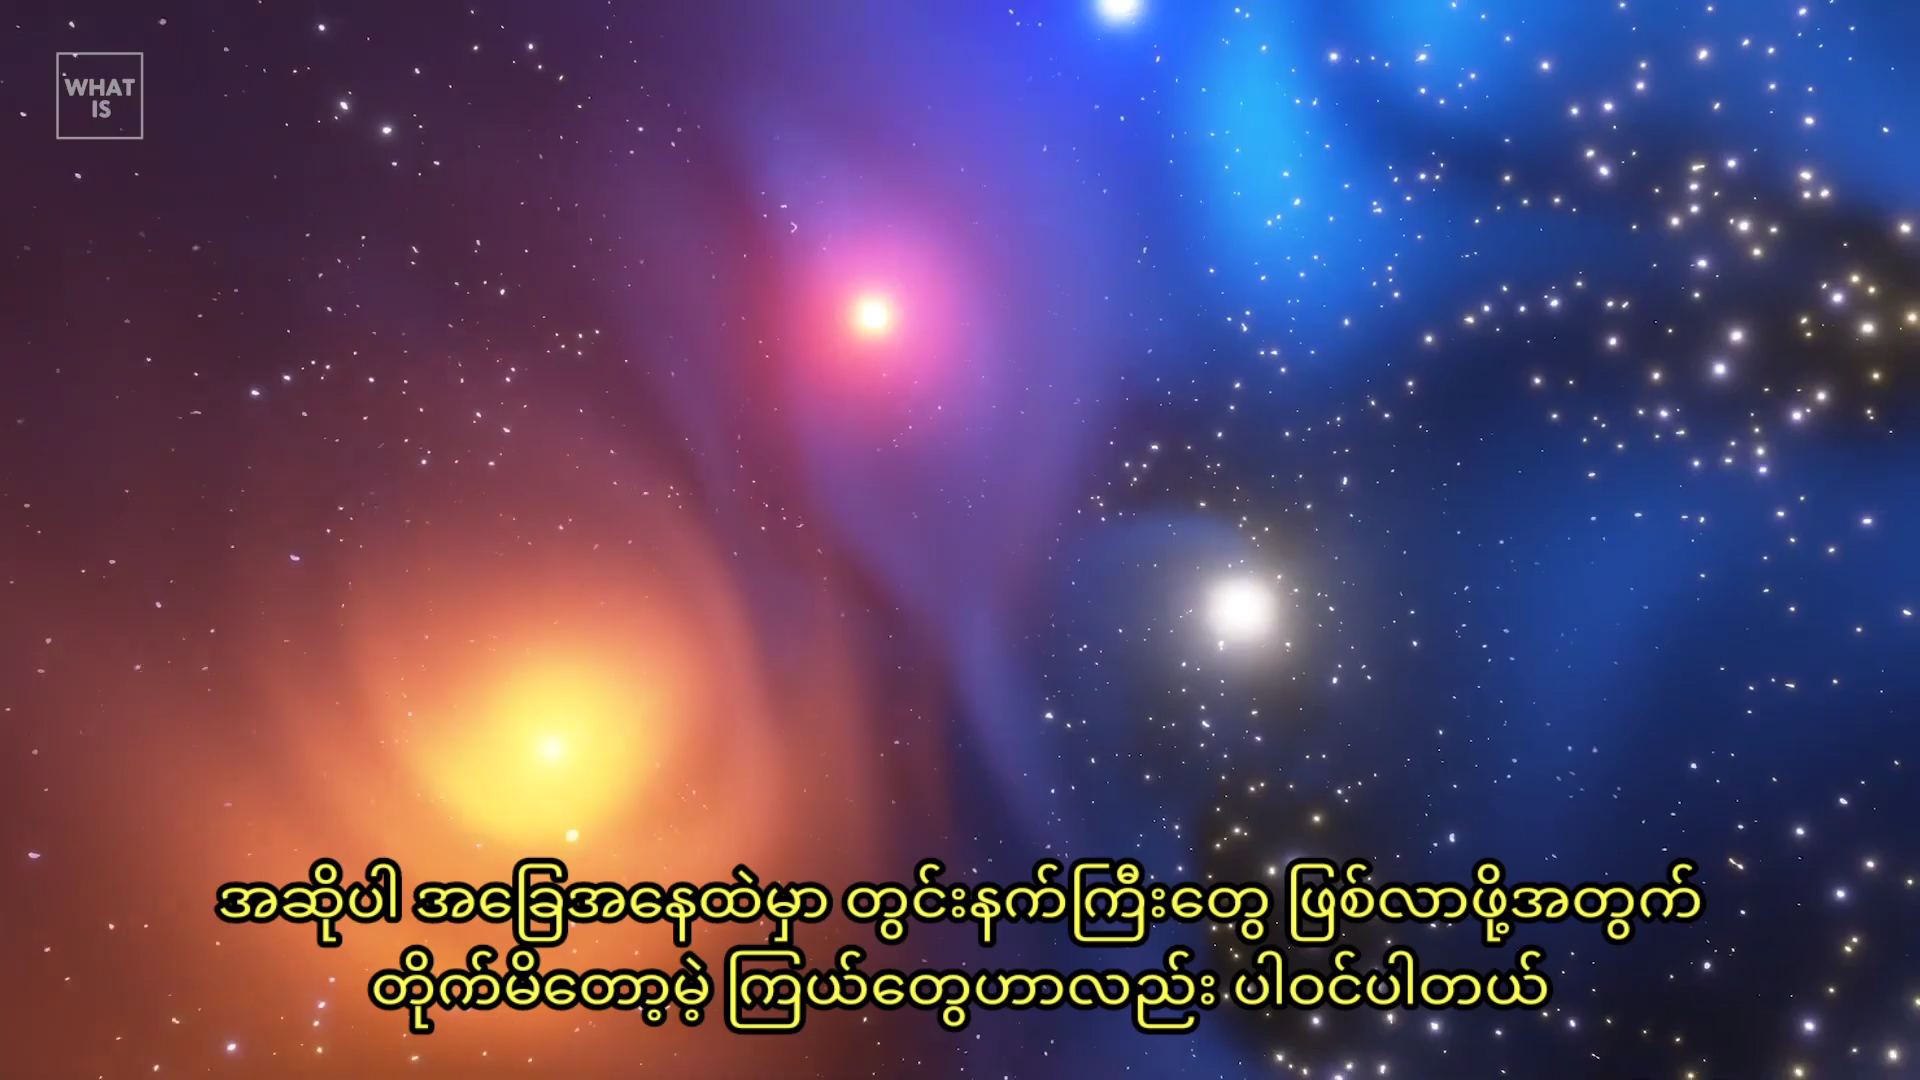 WHAT
IS
အဆိုပါ အခြေအနေထဲမှာ တွင်းနက်ကြီးတွေ ဖြစ်လာဖို့အတွက်
တိုက်မိတော့မဲ့ ကြယ်တွေဟာလည်း ပါဝင်ပါတယ်